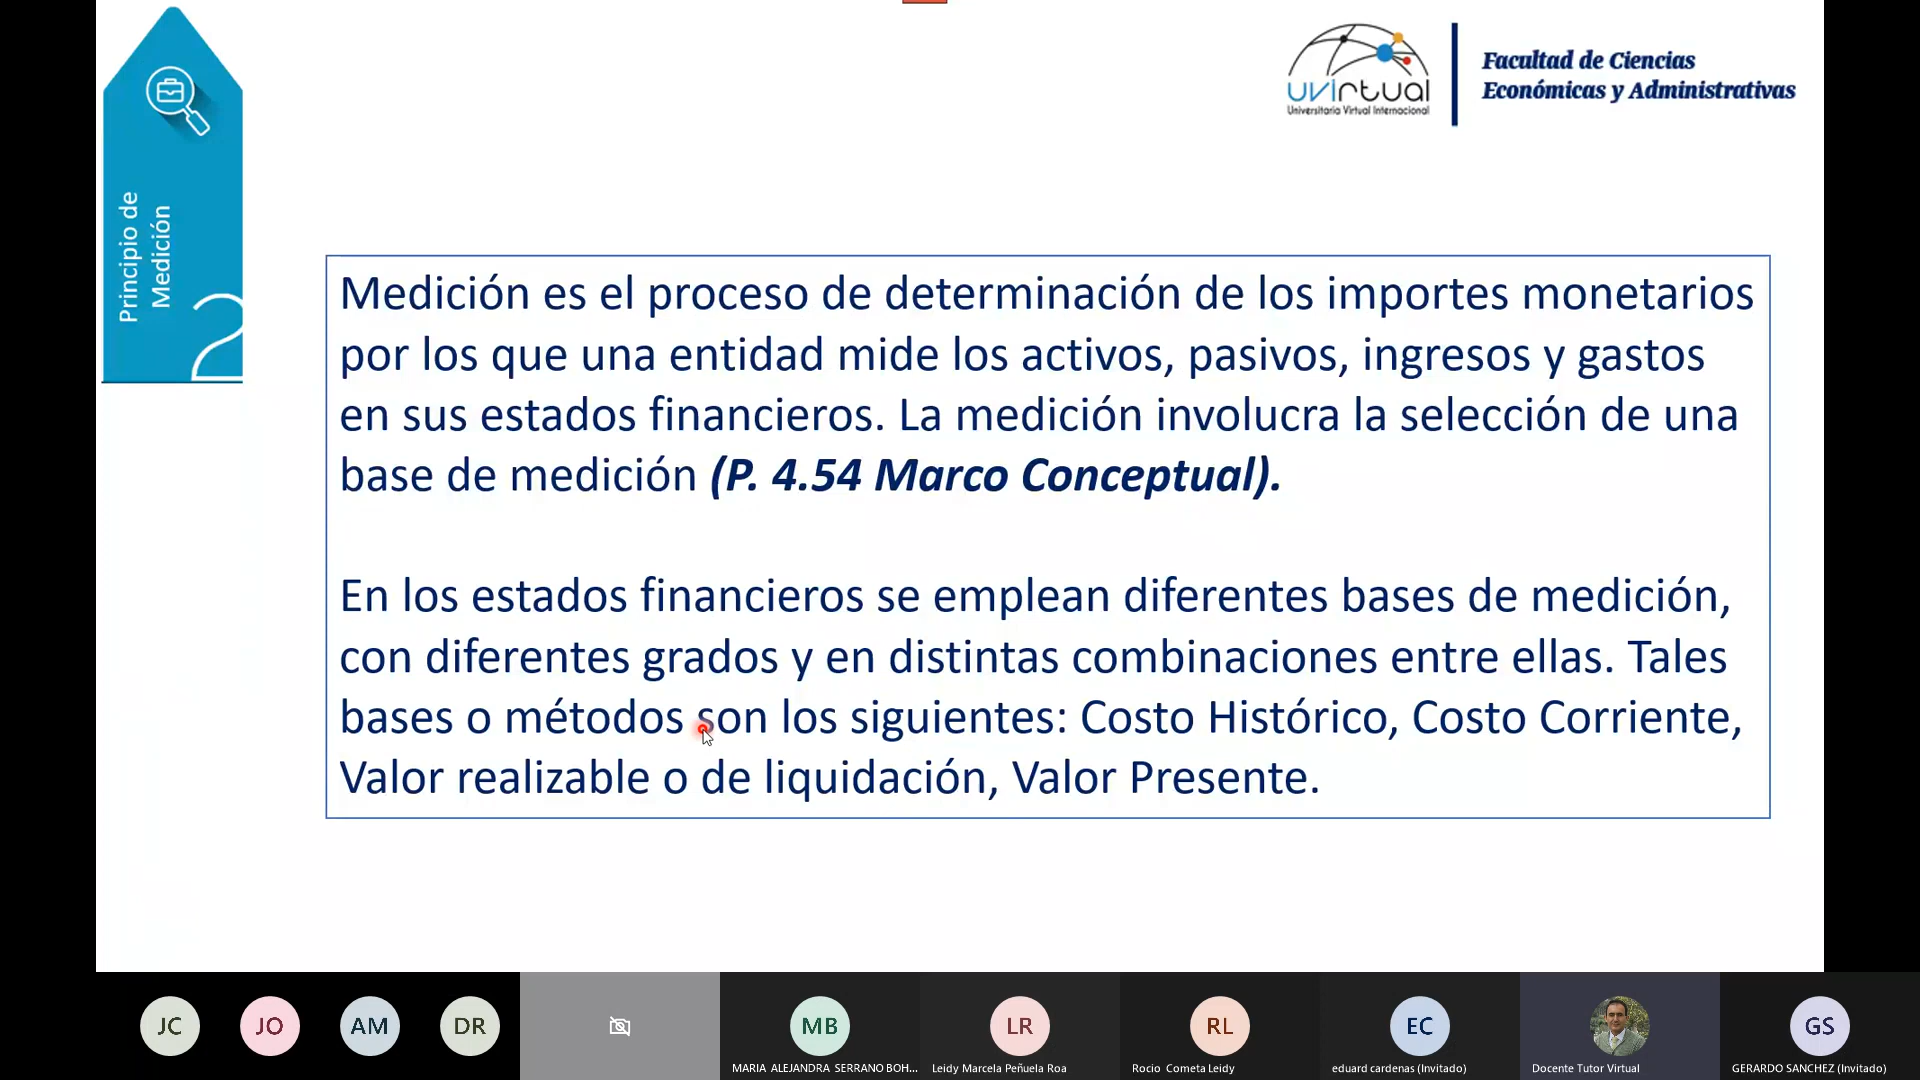 Principio de
Medición
2
uvirtual
Universitaria Virtual Internacional
Facultad de Ciencias
Económicas y Administrativas
Medición es el proceso de determinación de los importes monetarios
por los que una entidad mide los activos, pasivos, ingresos y gastos
en sus estados financieros. La medición involucra la selección de una
base de medición (P. 4.54 Marco Conceptual).
En los estados financieros se emplean diferentes bases de medición,
con diferentes grados y en distintas combinaciones entre ellas. Tales
bases o métodos son los siguientes: Costo Histórico, Costo Corriente,
Valor realizable o de liquidación, Valor Presente.
JC
JO
AM
DR
MB
LR
RL
EC
GS
MARIA ALEJANDRA SERRANO BOH...
Leidy Marcela Peñuela Roa
Rocio Cometa Leidy
eduard cardenas (Invitado)
Docente Tutor Virtual
GERARDO SANCHEZ (Invitado)